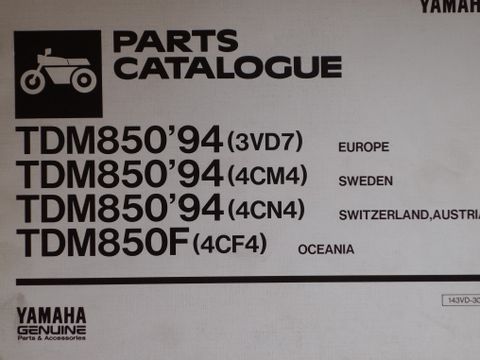 YAMAHA
PARTS
CATALOGUE
TDM850'94 (3VD7) EUROPE
TDM850'94 (4CM4) SWEDEN
TDM850'94 (4CN4) SWITZERLAND,AUSTRIA
TDM850F (4CF4) OCEANIA
143VD-30
YAMAHA
GENUINE
Parts & Accessories